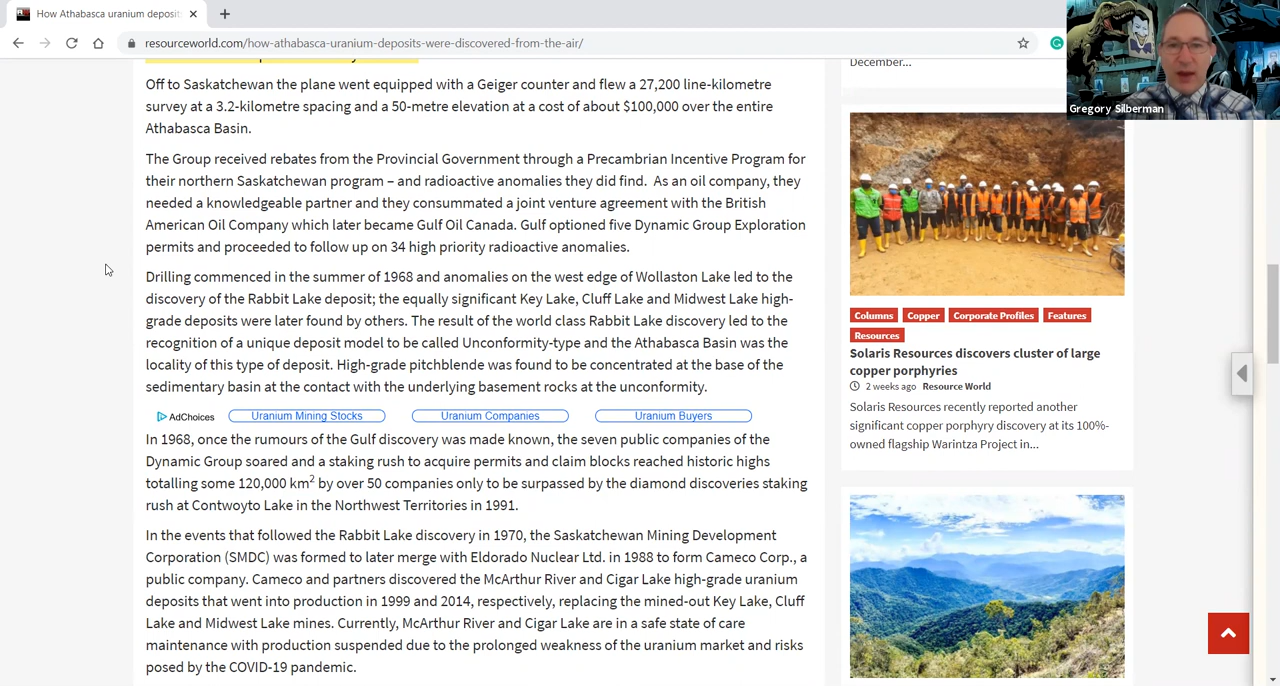 How Athabasca uranium deposits
resourceworld.com/how-athabasca-uranium-deposits-were-discovered-from-the-air/
Gregory Silberman
Off to Saskatchewan the plane went equipped with a Geiger counter and flew a 27,200 line-kilometre
survey at a 3.2-kilometre spacing and a 50-metre elevation at a cost of about $100,000 over the entire
Athabasca Basin.
The Group received rebates from the Provincial Government through a Precambrian Incentive Program for
their northern Saskatchewan program – and radioactive anomalies they did find.  As an oil company, they
needed a knowledgeable partner and they consummated a joint venture agreement with the British
American Oil Company which later became Gulf Oil Canada. Gulf optioned five Dynamic Group Exploration
permits and proceeded to follow up on 34 high priority radioactive anomalies.
Drilling commenced in the summer of 1968 and anomalies on the west edge of Wollaston Lake led to the
discovery of the Rabbit Lake deposit; the equally significant Key Lake, Cluff Lake and Midwest Lake high-
grade deposits were later found by others. The result of the world class Rabbit Lake discovery led to the
recognition of a unique deposit model to be called Unconformity-type and the Athabasca Basin was the
locality of this type of deposit. High-grade pitchblende was found to be concentrated at the base of the
sedimentary basin at the contact with the underlying basement rocks at the unconformity.
AdChoices Uranium Mining Stocks Uranium Companies Uranium Buyers
In 1968, once the rumours of the Gulf discovery was made known, the seven public companies of the
Dynamic Group soared and a staking rush to acquire permits and claim blocks reached historic highs
totalling some 120,000 km² by over 50 companies only to be surpassed by the diamond discoveries staking
rush at Contwoyto Lake in the Northwest Territories in 1991.
In the events that followed the Rabbit Lake discovery in 1970, the Saskatchewan Mining Development
Corporation (SMDC) was formed to later merge with Eldorado Nuclear Ltd. in 1988 to form Cameco Corp., a
public company. Cameco and partners discovered the McArthur River and Cigar Lake high-grade uranium
deposits that went into production in 1999 and 2014, respectively, replacing the mined-out Key Lake, Cluff
Lake and Midwest Lake mines. Currently, McArthur River and Cigar Lake are in a safe state of care
maintenance with production suspended due to the prolonged weakness of the uranium market and risks
posed by the COVID-19 pandemic.
December...
Columns Copper Corporate Profiles Features
Resources
Solaris Resources discovers cluster of large
copper porphyries
2 weeks ago Resource World
Solaris Resources recently reported another
significant copper porphyry discovery at its 100%-
owned flagship Warintza Project in...